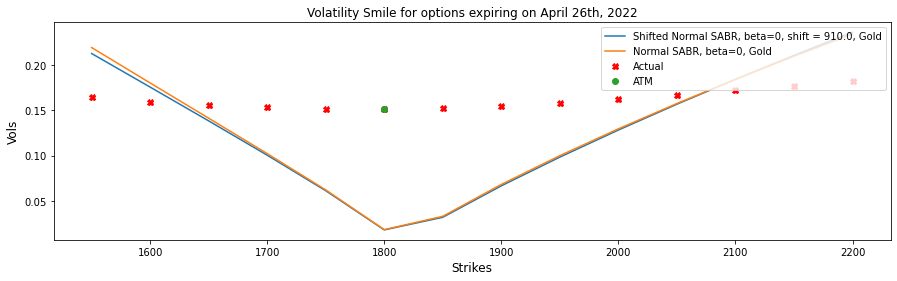 Volatility Smile for options expiring on April 26th, 2022
Shifted Normal SABR, beta=0, shift = 910.0, Gold
Normal SABR, beta=0, Gold
Actual
ATM
0.20
0.15
0.10
0.05
Vols
1600
1700
1800
1900
2000
2100
2200
Strikes